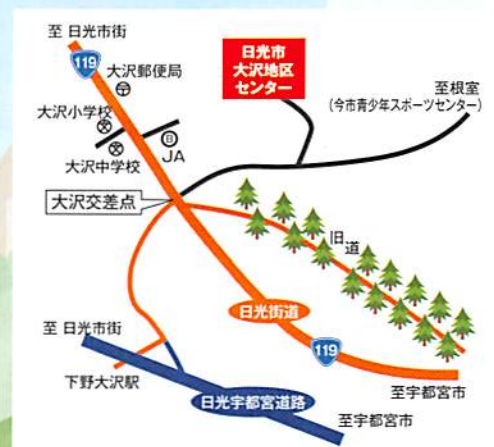 至 日光市街
119
大沢郵便局
日光市
大沢地区
センター
至根室
(今市青少年スポーツセンター)
大沢小学校
JA
大沢中学校
大沢交差点
旧道
日光街道
至 日光市街
119
下野大沢駅
日光宇都宮道路
至宇都宮市
至宇都宮市